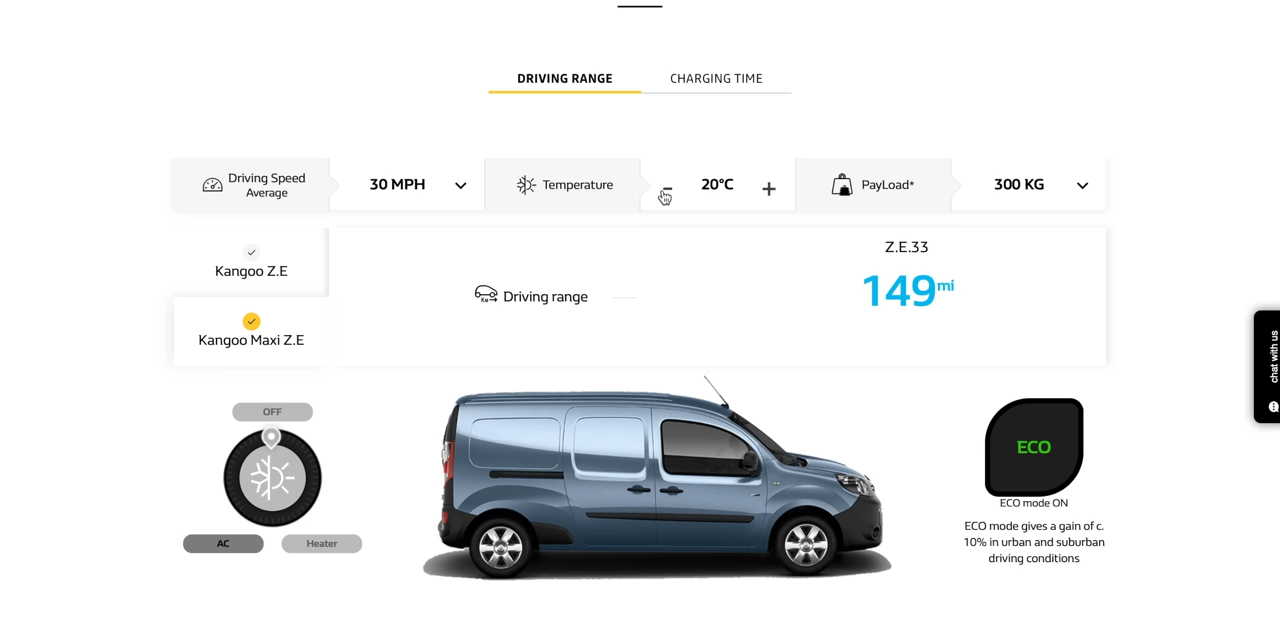 DRIVING RANGE
CHARGING TIME
Driving Speed
Average
30 MPH
Temperature
20°C
PayLoad*
300 KG
Kangoo Z.E
Kangoo Maxi Z.E
Driving range
Z.E.33
149mi
chat with us
OFF
AC
Heater
ECO
ECO mode ON
ECO mode gives a gain of c.
10% in urban and suburban
driving conditions